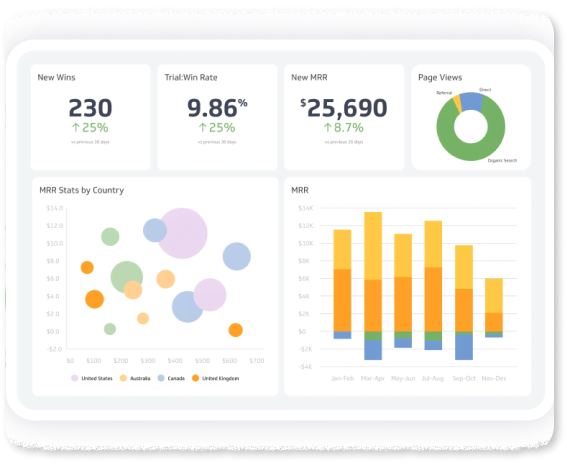 New Wins
230
↑25%
vs previous 28 days
Trial:Win Rate
9.86%
↑25%
vs previous 28 days
New MRR
$25,690
↑8.7%
vs previous 28 days
Page Views
Referral
Direct
Organic Search
MRR Stats by Country
$14.0
$12.0
$10.0
$8.0
$6.0
$4.0
$2.0
$0.0
-$2.0
$0 $100 $200 $300 $400 $500 $600 $700
United States Australia Canada United Kingdom
MRR
$14K
$12K
$10K
$8K
$6K
$4K
$2K
$0
-$2K
-$4K
Jan-Feb Mar-Apr May-Jun Jul-Aug Sep-Oct Nov-Dec